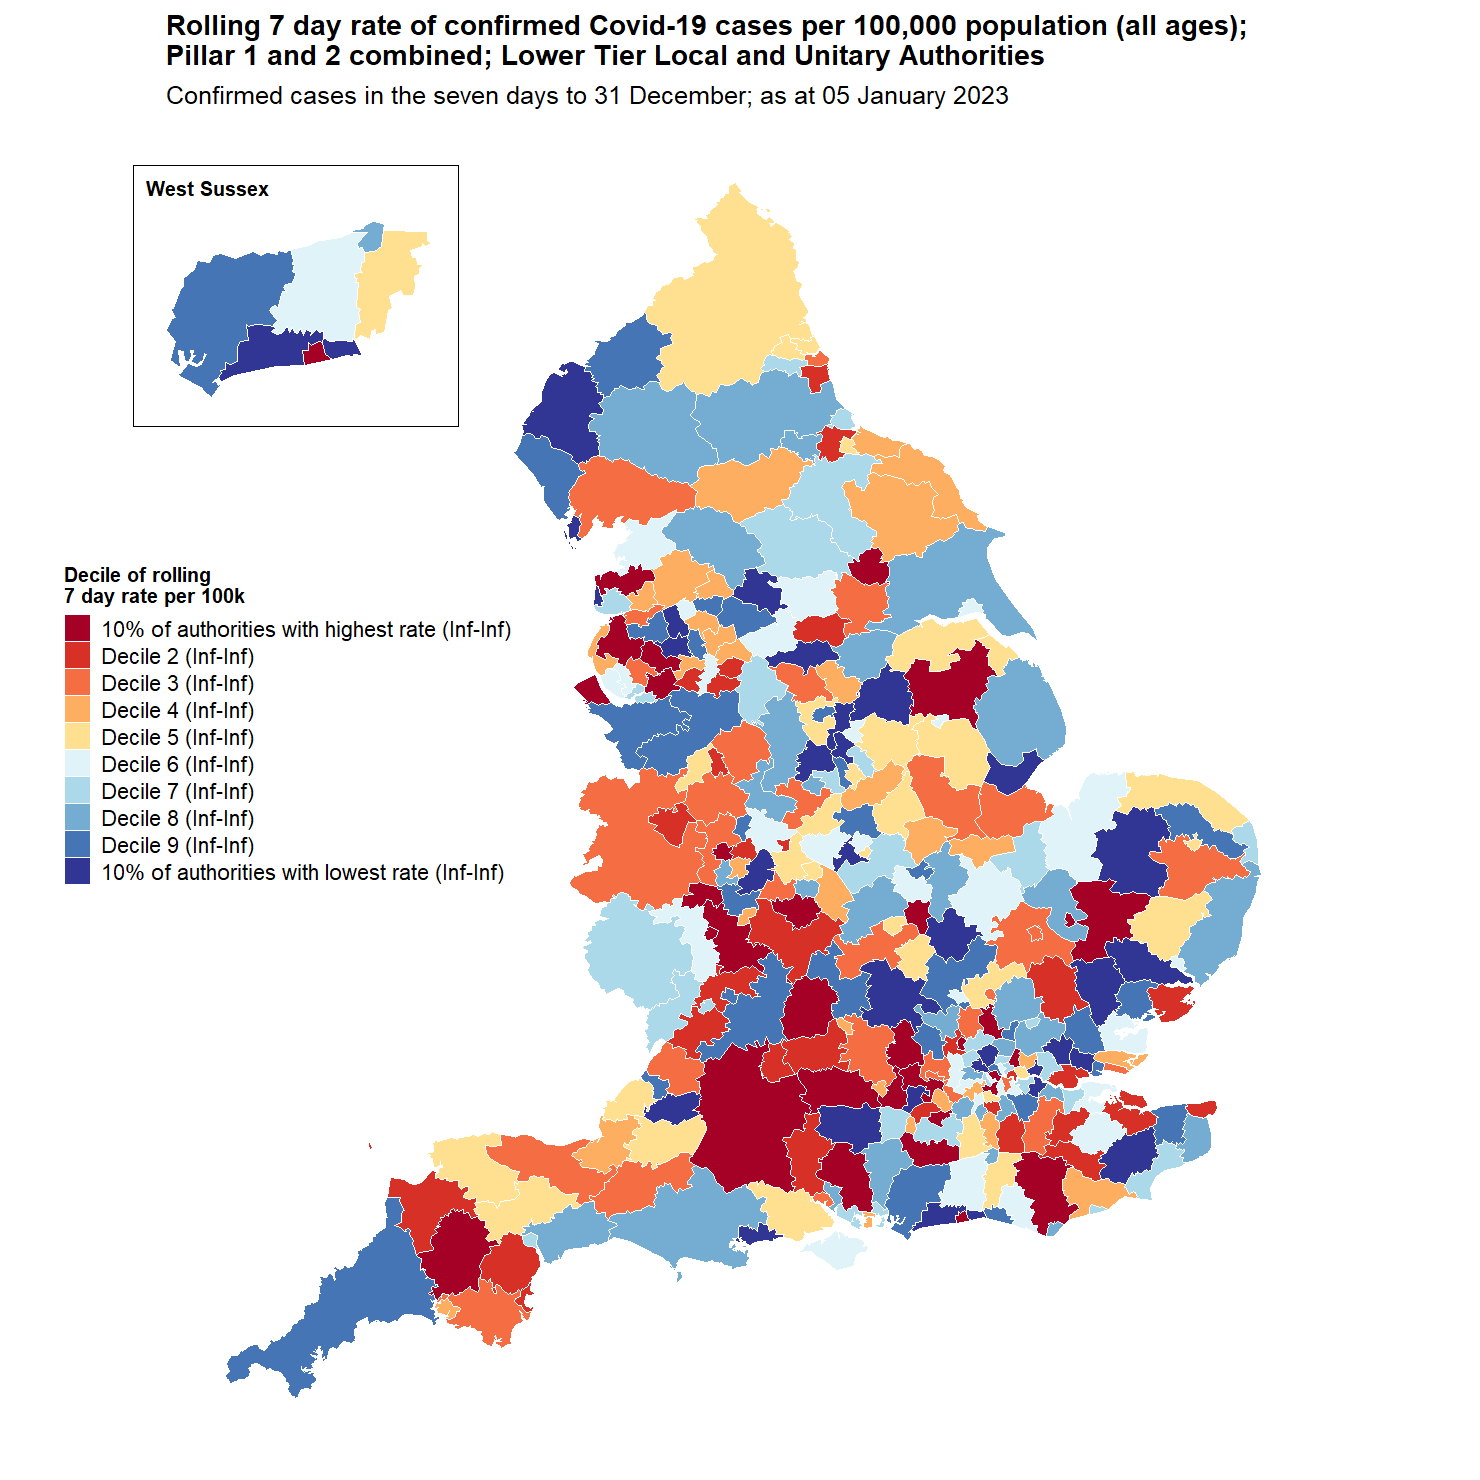 Rolling 7 day rate of confirmed Covid-19 cases per 100,000 population (all ages);
Pillar 1 and 2 combined; Lower Tier Local and Unitary Authorities
Confirmed cases in the seven days to 31 December; as at 05 January 2023
West Sussex
Decile of rolling
7 day rate per 100k
10% of authorities with highest rate (Inf-Inf)
Decile 2 (Inf-Inf)
Decile 3 (Inf-Inf)
Decile 4 (Inf-Inf)
Decile 5 (Inf-Inf)
Decile 6 (Inf-Inf)
Decile 7 (Inf-Inf)
Decile 8 (Inf-Inf)
Decile 9 (Inf-Inf)
10% of authorities with lowest rate (Inf-Inf)